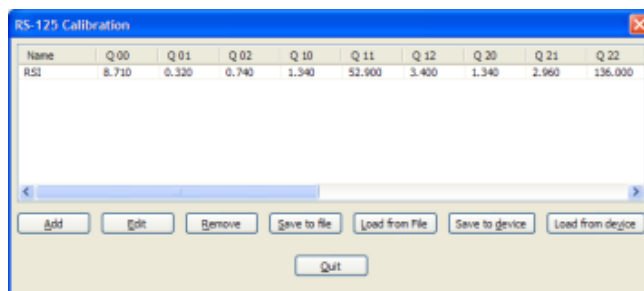 RS-125 Calibration
Name Q 00 Q 01 Q 02 Q 10 Q 11 Q 12 Q 20 Q 21 Q 22
RSI 8.710 0.320 0.740 1.340 52.900 3.400 1.340 2.960 136.000
Add Edit Remove Save to file Load from File Save to device Load from device
Quit